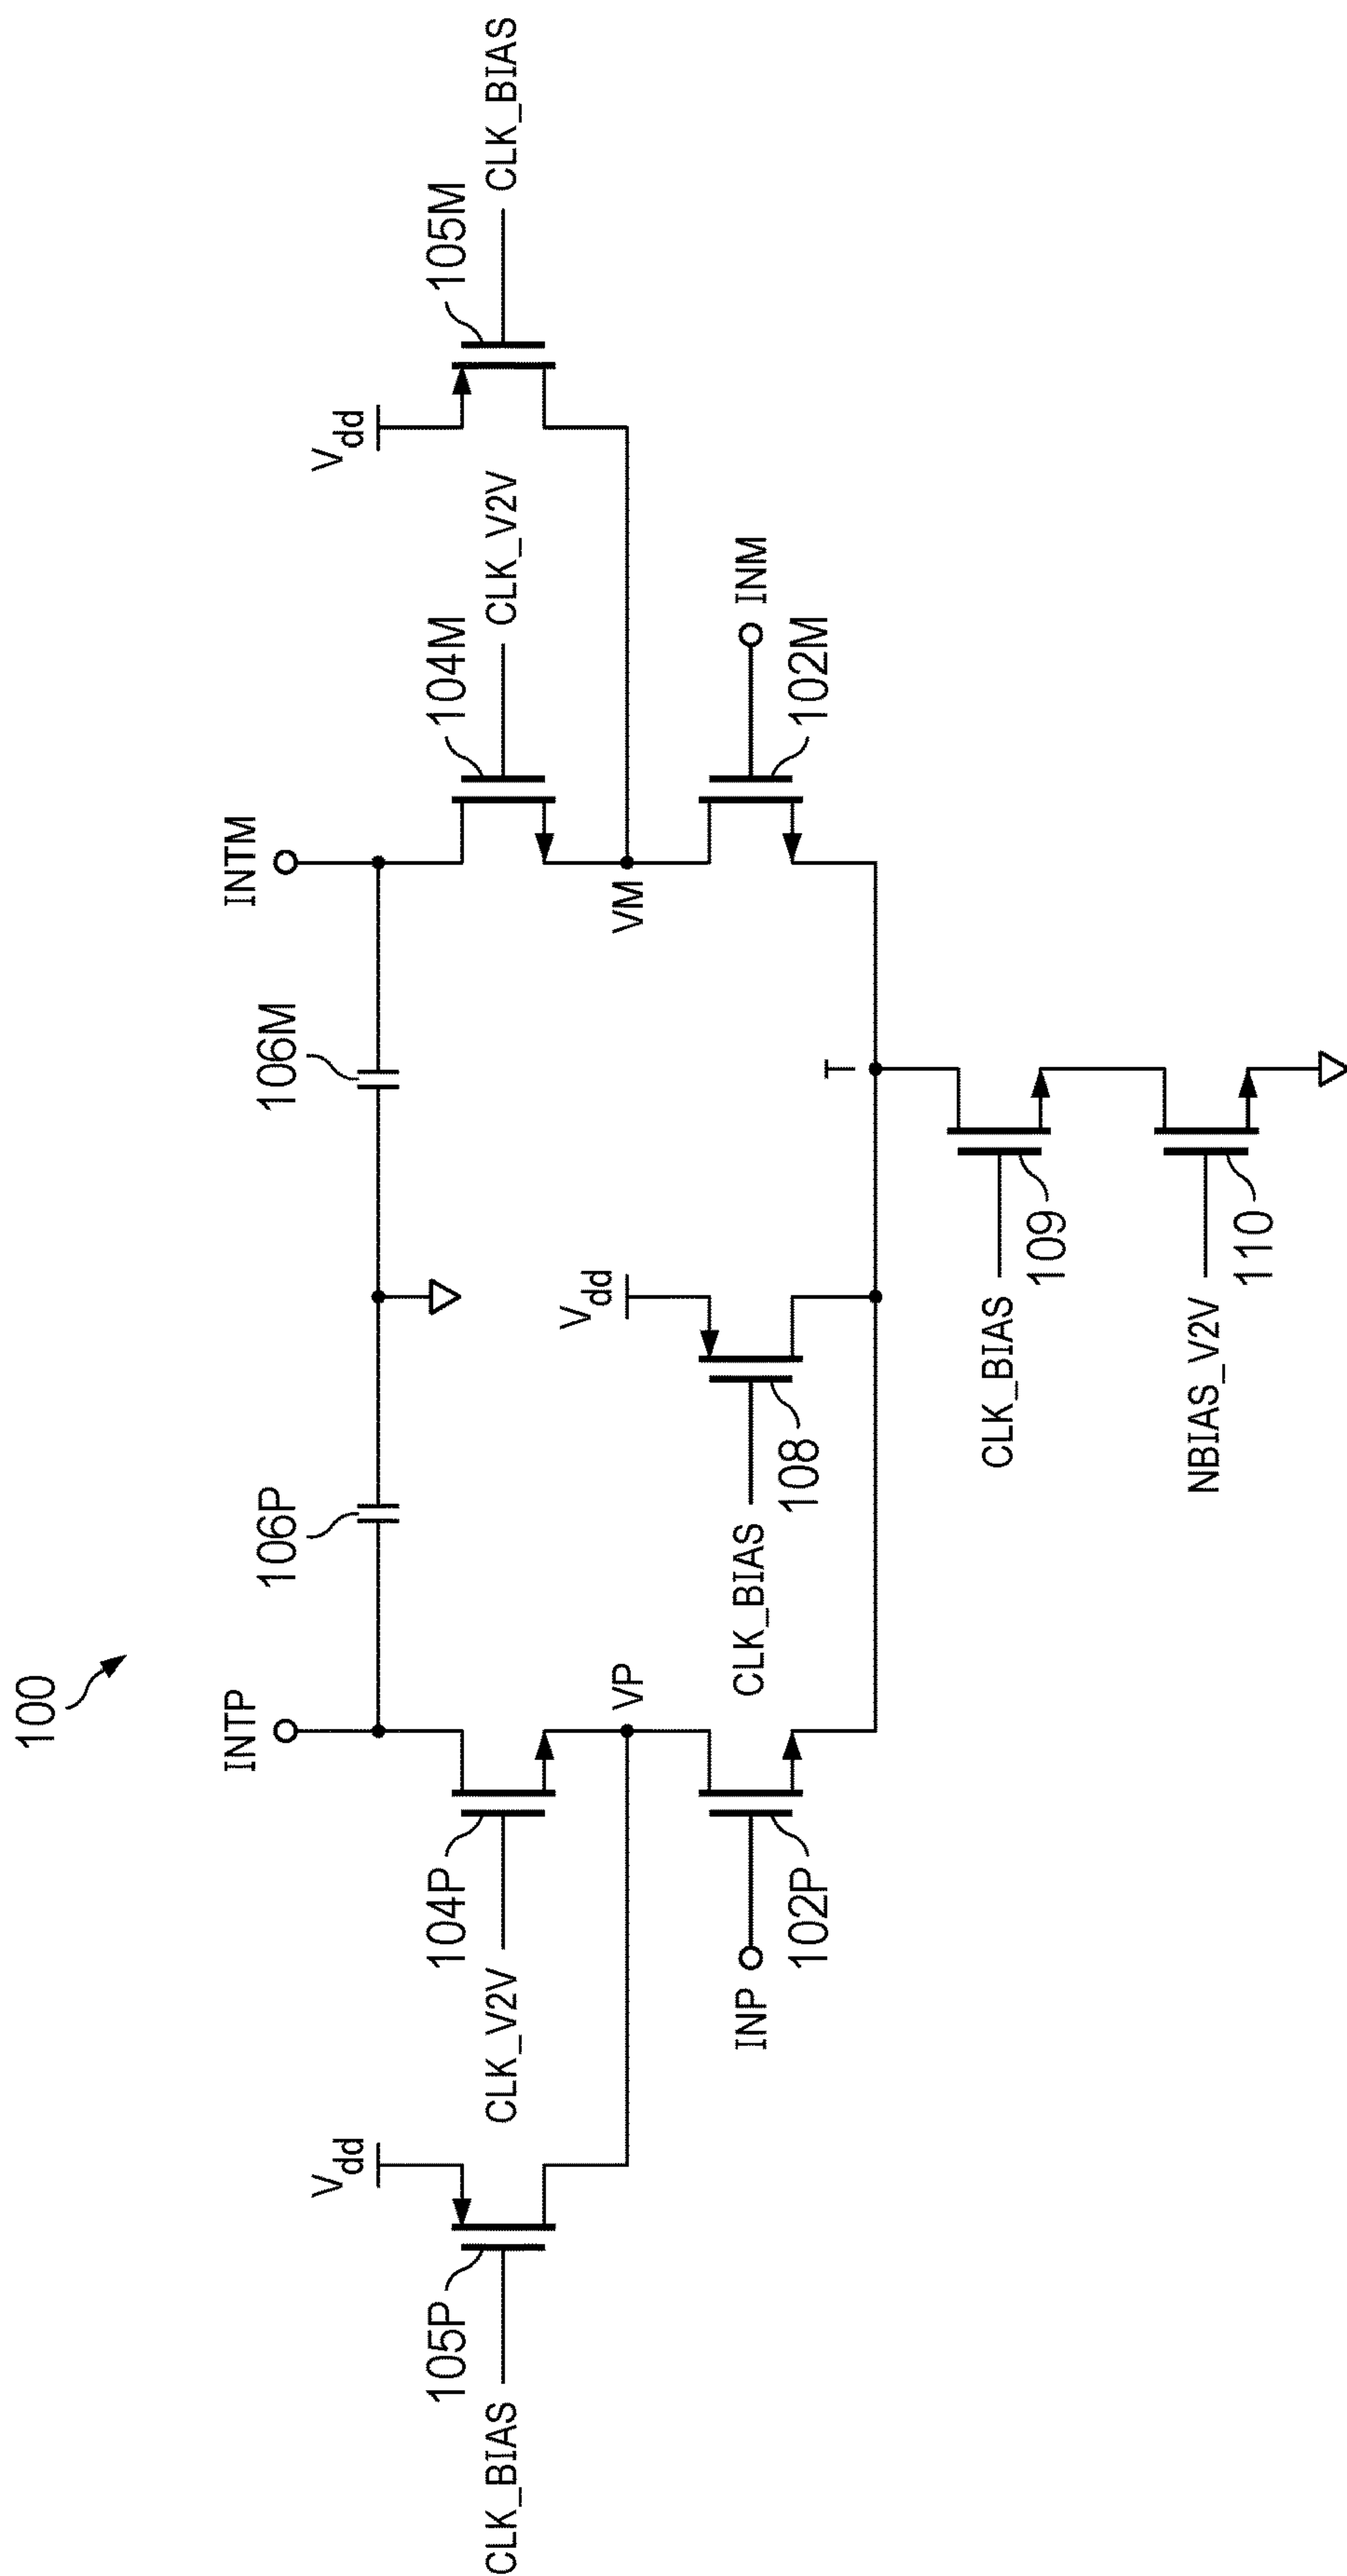 100
INTP
INTM
106P
106M
Vdd
Vdd
105P
104P
104M
105M
CLK_BIAS
CLK_V2V
CLK_V2V
CLK_BIAS
VP
Vdd
VM
INP
102P
CLK_BIAS
108
T
102M
INM
CLK_BIAS
109
NBIAS_V2V
110